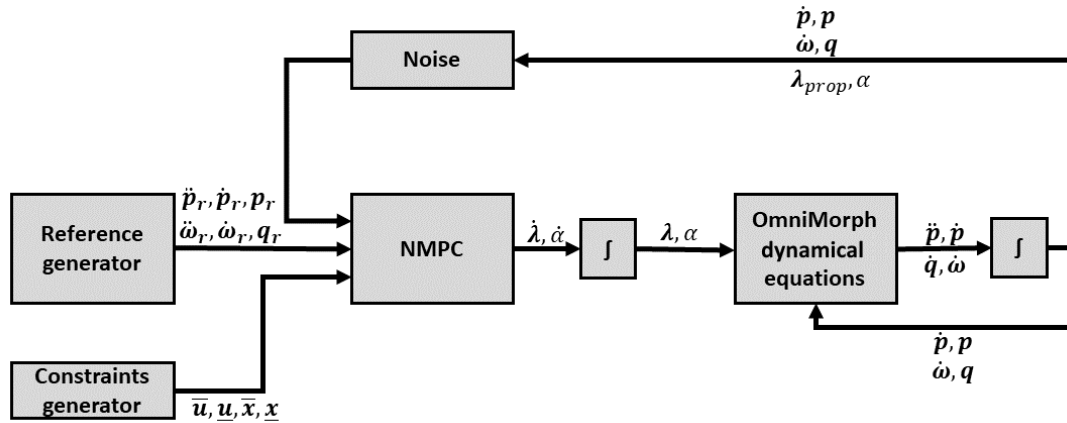 ṗ, p
ω̇, q
Noise
λ_prop, α
p̈_r, ṗ_r, p_r
ω̈_r, ω̇_r, q_r
Reference
generator
NMPC
λ̇, α̇
∫
λ, α
OmniMorph
dynamical
equations
p̈, ṗ
q̇, ω̇
∫
ṗ, p
ω̇, q
Constraints
generator
u̅, u̲, x̅, x̲